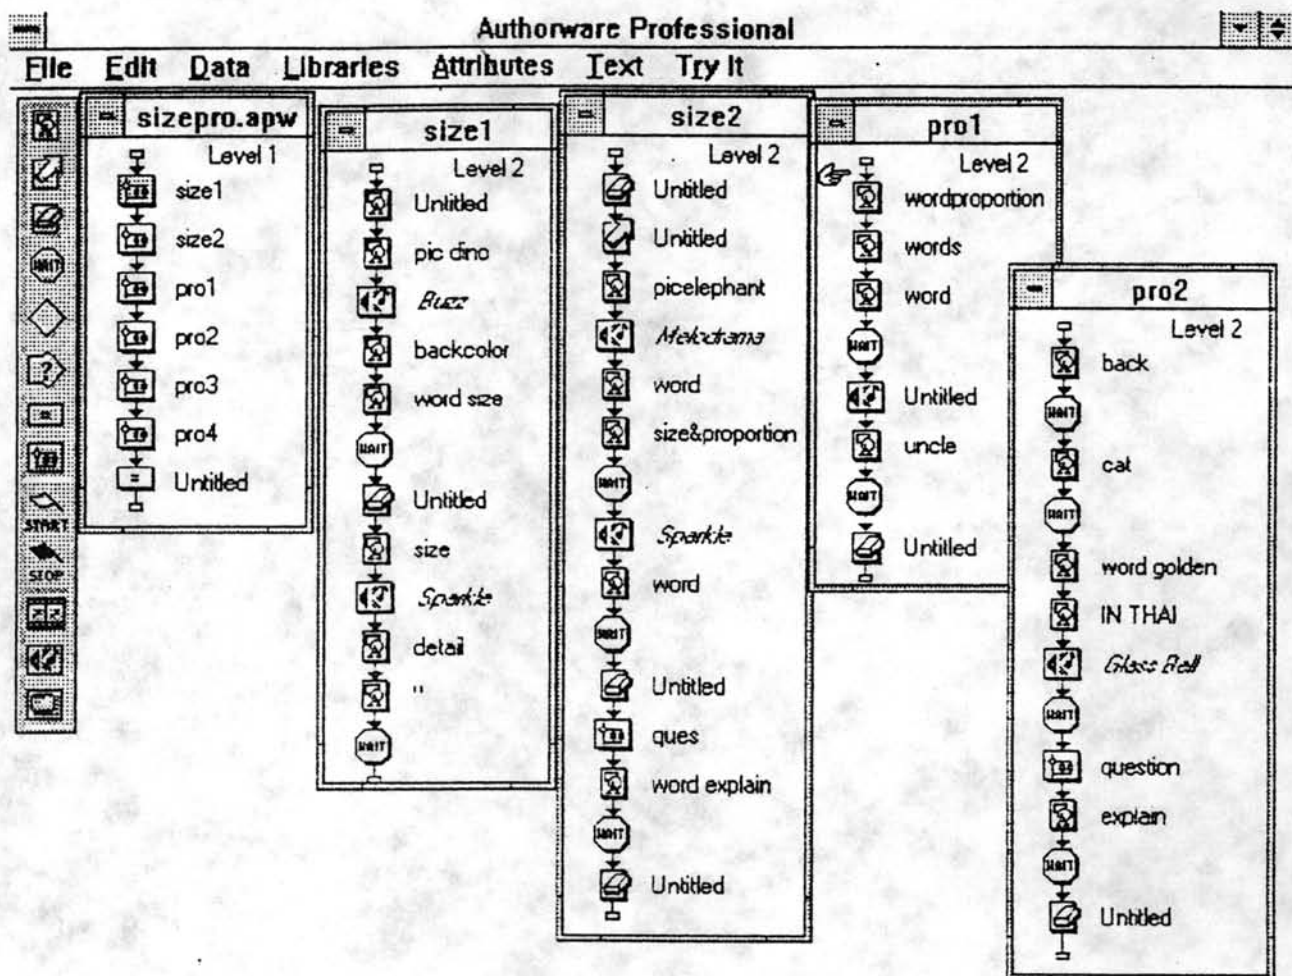 Authorware Professional
File Edit Data Libraries Attributes Text Try It
WAIT
START
STOP
sizepro.apw
Level 1
size1
size2
pro1
pro2
pro3
pro4
=
Untitled
size1
Level 2
Untitled
pic dino
Buzz
backcolor
word size
WAIT
Untitled
size
Sparkle
detail
"
WAIT
size2
Level 2
Untitled
Untitled
picelephant
Melodrama
word
size&proportion
WAIT
Sparkle
word
WAIT
Untitled
ques
word explain
WAIT
Untitled
pro1
Level 2
wordproportion
words
word
WAIT
Untitled
uncle
WAIT
Untitled
pro2
Level 2
back
WAIT
cat
WAIT
word golden
IN THAI
Glass Bell
WAIT
question
explain
WAIT
Untitled